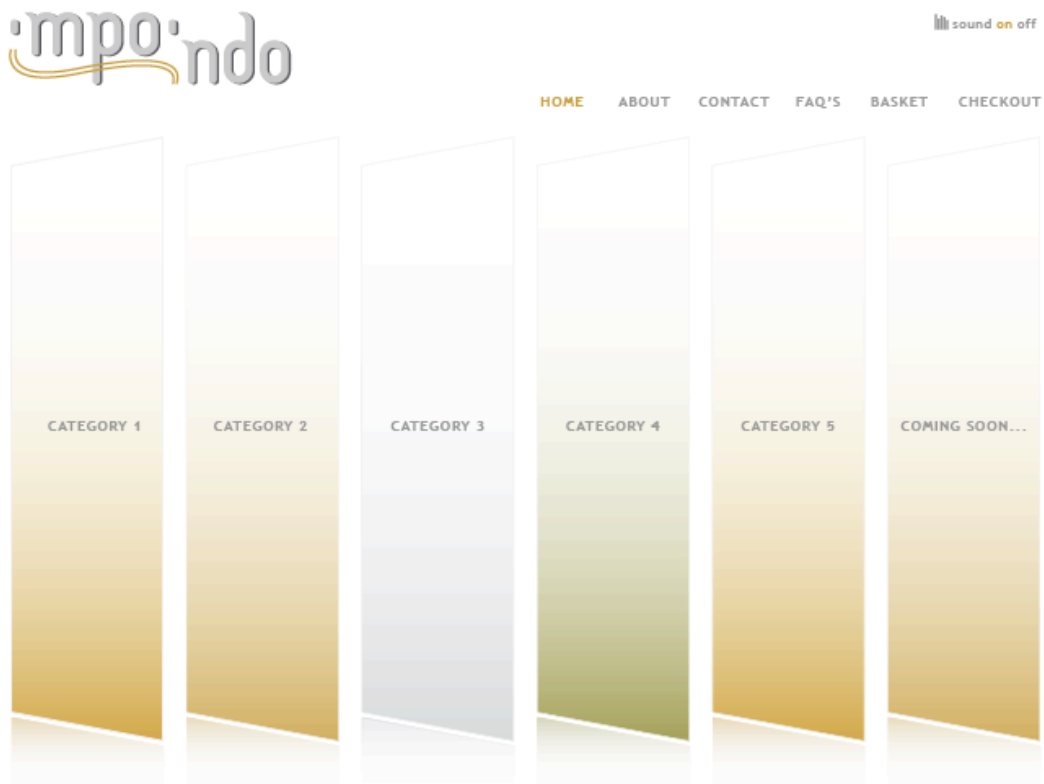 'mpo'ndo
sound on off
HOME ABOUT CONTACT FAQ'S BASKET CHECKOUT
CATEGORY 1 CATEGORY 2 CATEGORY 3 CATEGORY 4 CATEGORY 5 COMING SOON...